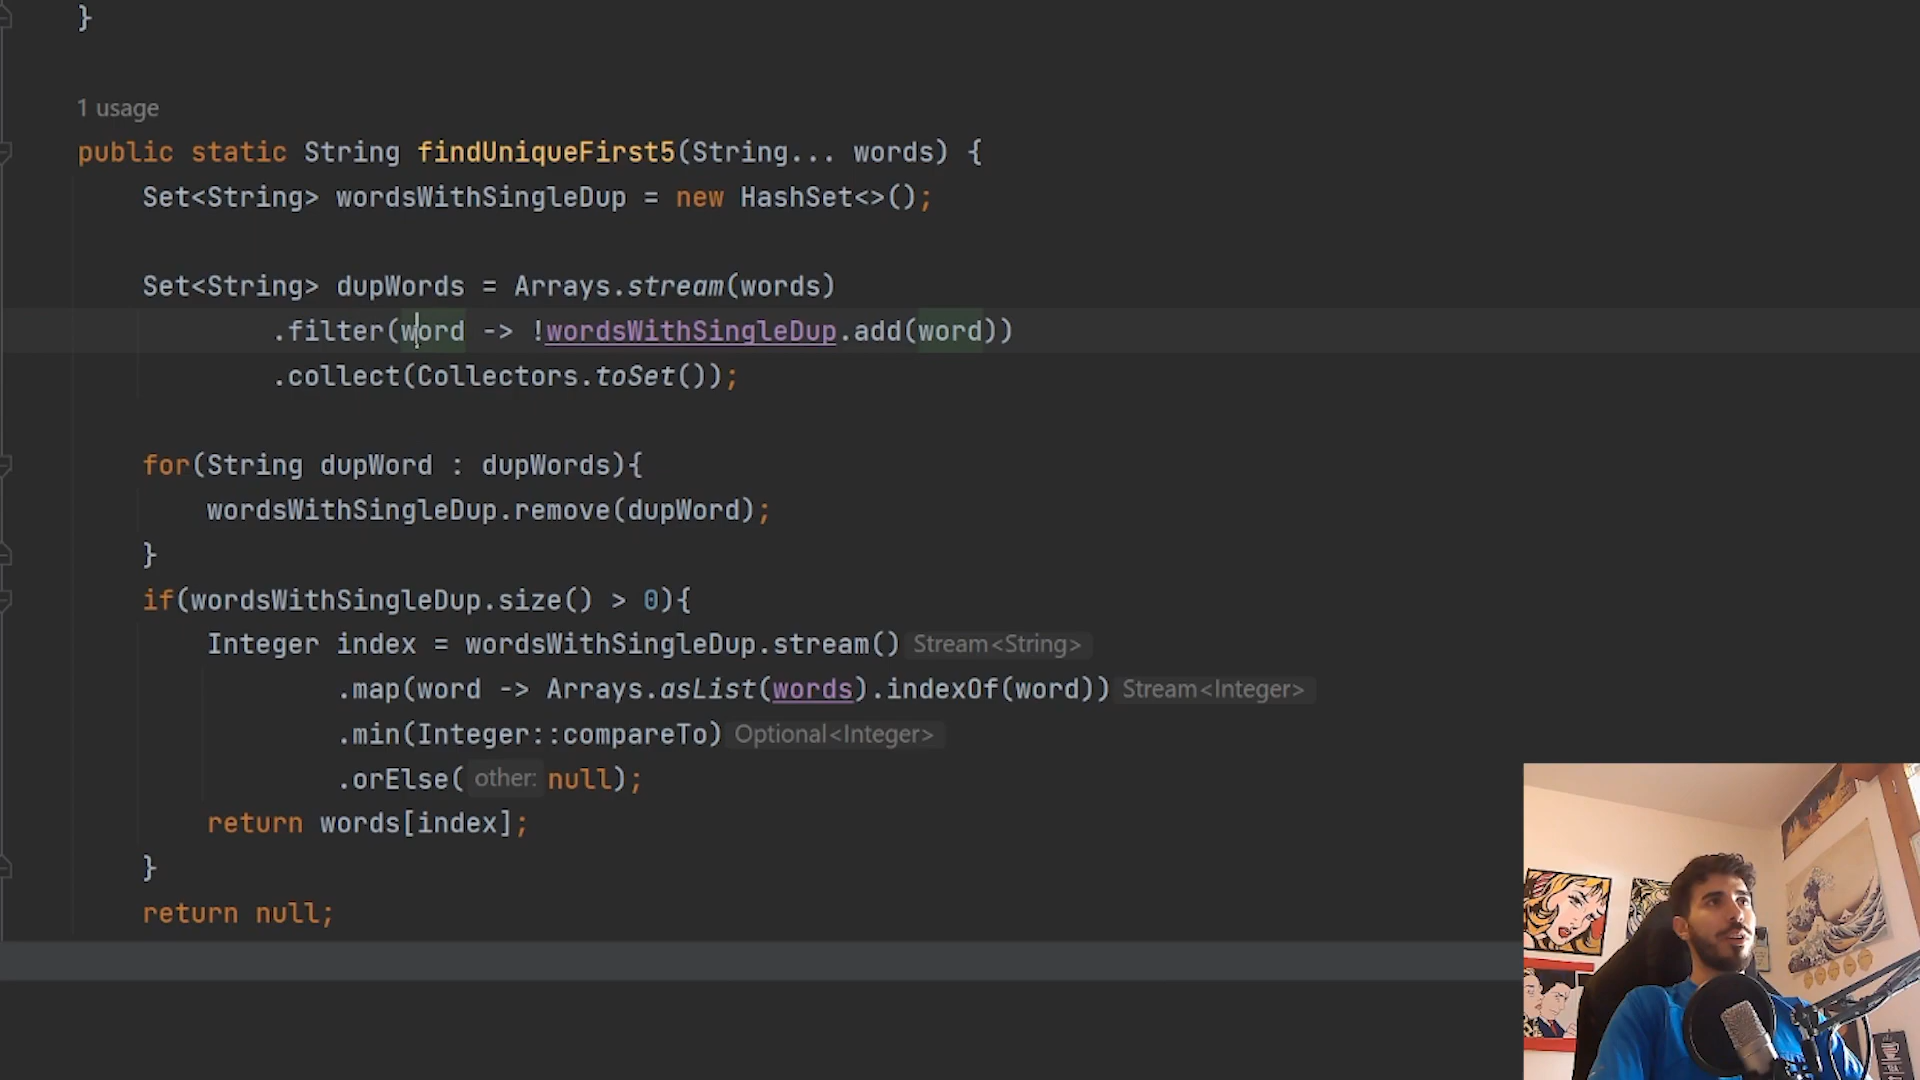 }
1 usage
public static String findUniqueFirst5(String... words) {
Set<String> wordsWithSingleDup = new HashSet<>();
Set<String> dupWords = Arrays.stream(words)
.filter(word -> !wordsWithSingleDup.add(word))
.collect(Collectors.toSet());
for(String dupWord : dupWords){
wordsWithSingleDup.remove(dupWord);
}
if(wordsWithSingleDup.size() > 0){
Integer index = wordsWithSingleDup.stream() Stream<String>
.map(word -> Arrays.asList(words).indexOf(word)) Stream<Integer>
.min(Integer::compareTo) Optional<Integer>
.orElse( other: null);
return words[index];
}
return null;